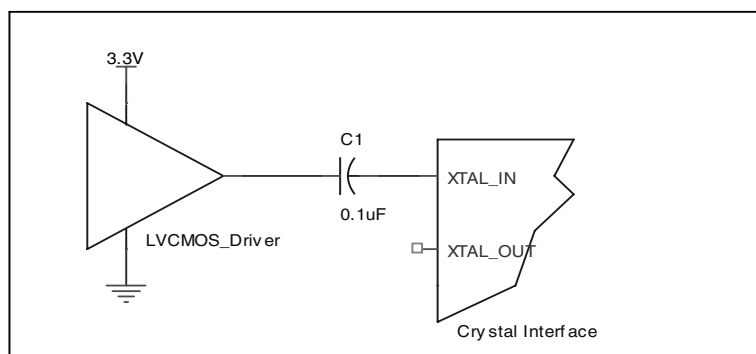 3.3V
C1
XTAL_IN
0.1uF
LVCMOS_Driver
XTAL_OUT
Crystal Interface